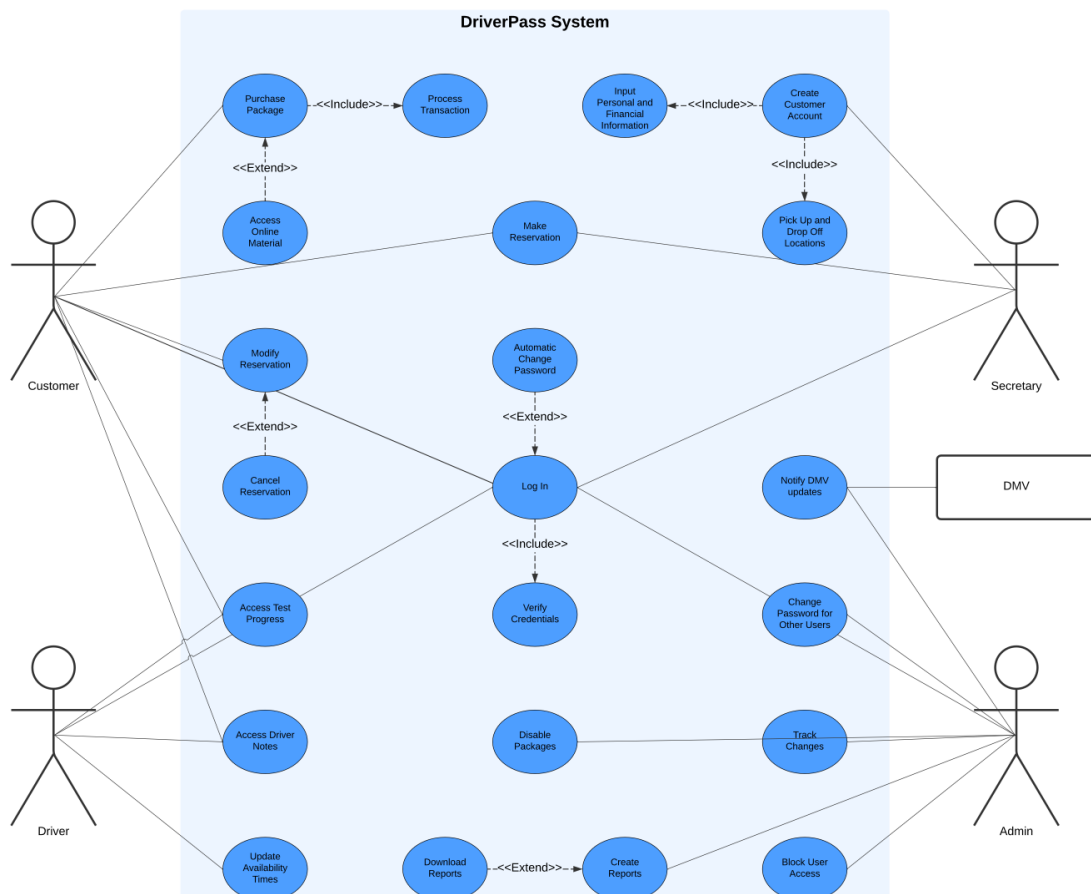 DriverPass System
Purchase
Package
<<Include>>
Process
Transaction
Input
Personal and
Financial
Information
<<Include>>
Create
Customer
Account
<<Extend>>
<<Include>>
Access
Online
Material
Make
Reservation
Pick Up and
Drop Off
Locations
Customer
Secretary
Modify
Reservation
Automatic
Change
Password
<<Extend>>
<<Extend>>
Cancel
Reservation
Log In
Notify DMV
updates
DMV
<<Include>>
Access Test
Progress
Verify
Credentials
Change
Password for
Other Users
Access Driver
Notes
Disable
Packages
Track
Changes
Driver
Admin
Update
Availability
Times
Download
Reports
<<Extend>>
Create
Reports
Block User
Access